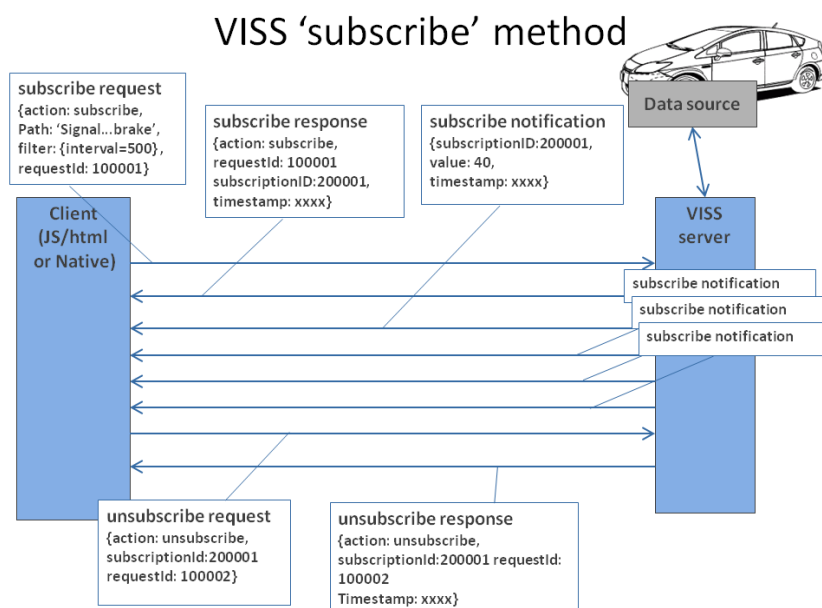 VISS ‘subscribe’ method
subscribe request
{action: subscribe,
Path: ‘Signal...brake’,
filter: {interval=500},
requestId: 100001}
subscribe response
{action: subscribe,
requestId: 100001
subscriptionID:200001,
timestamp: xxxx}
subscribe notification
{subscriptionID:200001,
value: 40,
timestamp: xxxx}
Data source
Client
(JS/html
or Native)
VISS
server
subscribe notification
subscribe notification
subscribe notification
unsubscribe request
{action: unsubscribe,
subscriptionId:200001
requestId: 100002}
unsubscribe response
{action: unsubscribe,
subscriptionId:200001 requestId:
100002
Timestamp: xxxx}